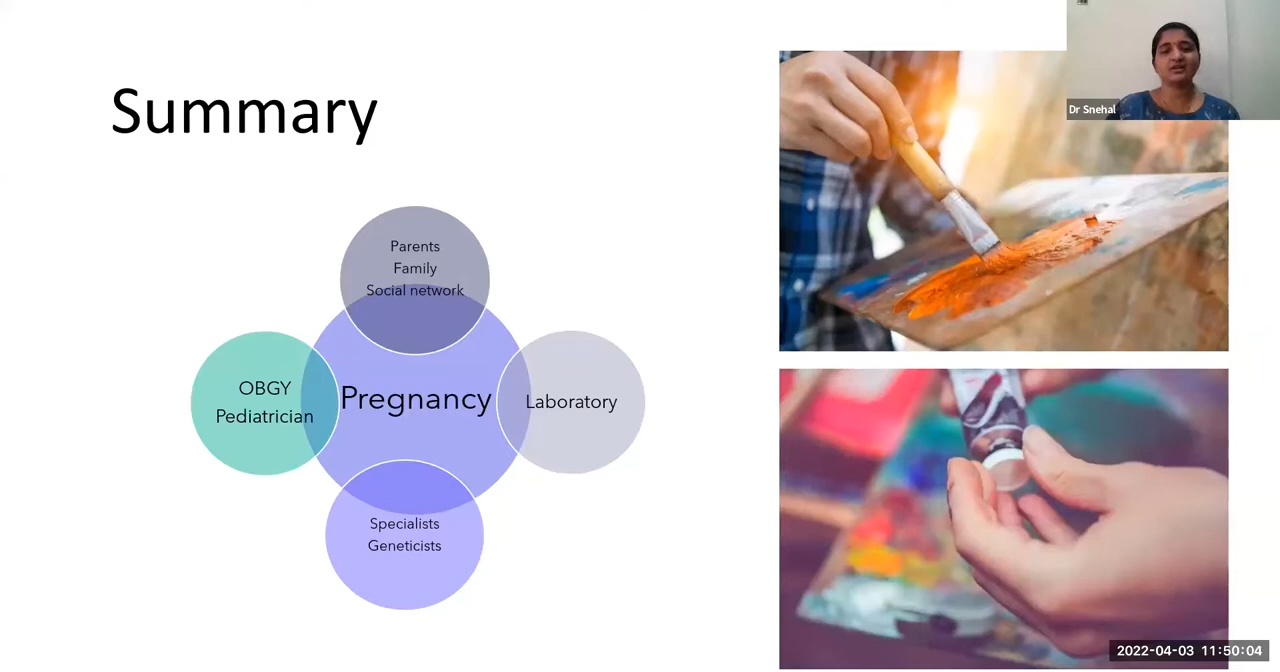 Summary
Dr Snehal
Parents
Family
Social network
OBGY
Pediatrician
Pregnancy
Laboratory
Specialists
Geneticists
2022-04-03 11:50:04